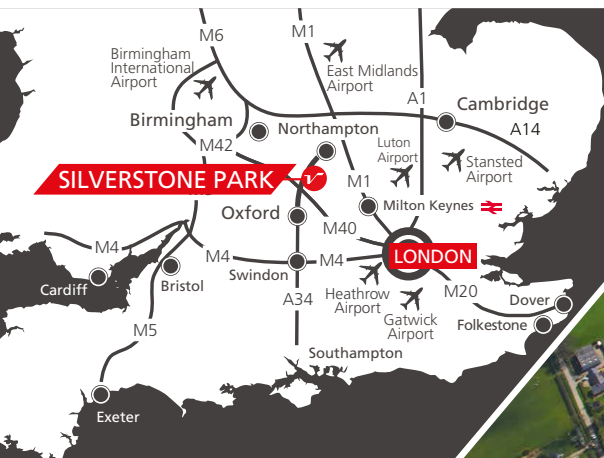 M6
M1
Birmingham
International
Airport
East Midlands
Airport
A1
Cambridge
A14
Birmingham
Northampton
M42
Luton
Airport
Stansted
Airport
SILVERSTONE PARK
M1
Milton Keynes
Oxford
M40
M4
M4
Swindon
M4
LONDON
Cardiff
Bristol
A34
Heathrow
Airport
M20
Dover
Gatwick
Airport
Folkestone
M5
Southampton
Exeter